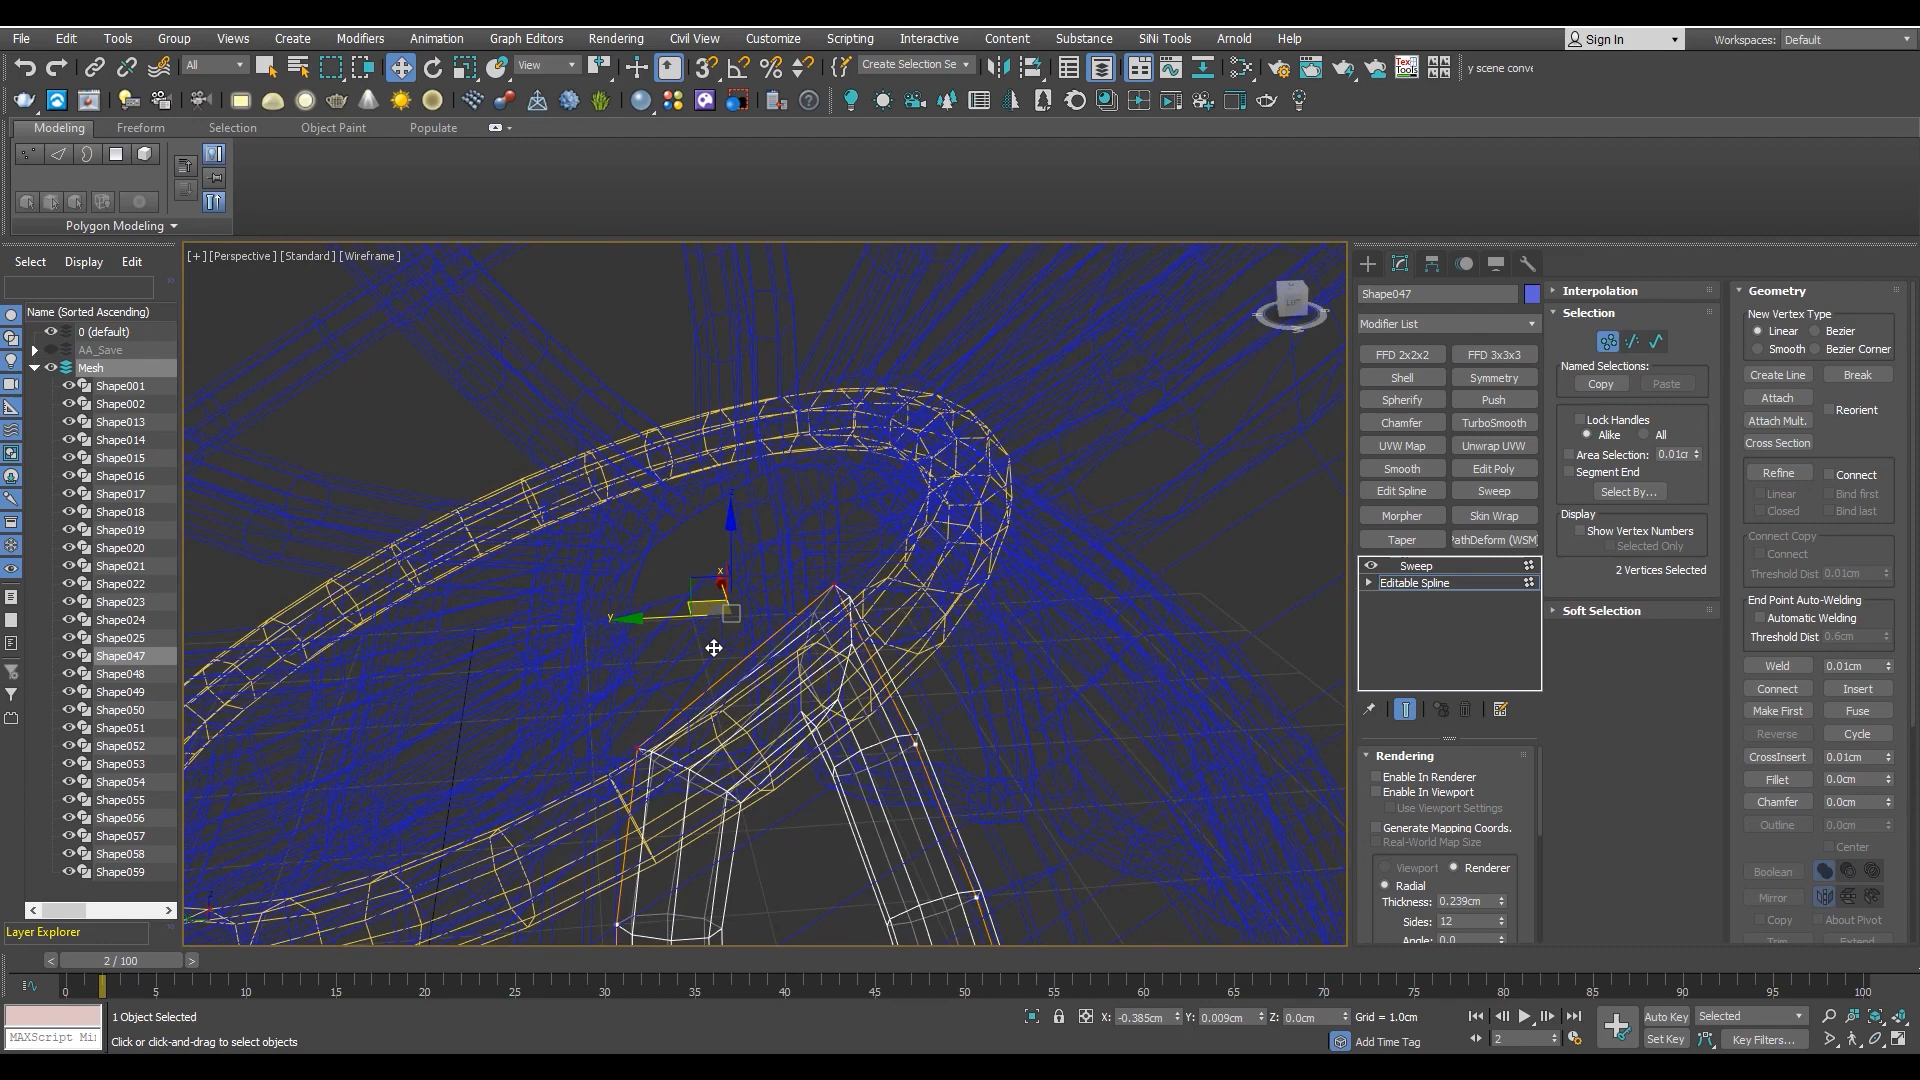 File Edit Tools Group Views Create Modifiers Animation Graph Editors Rendering Civil View Customize Scripting Interactive Content Substance SiNi Tools Arnold Help Sign In Workspaces: Default
All View Create Selection Se y scene conve
Modeling Freeform Selection Object Paint Populate
Polygon Modeling
Select Display Edit
Name (Sorted Ascending)
0 (default)
AA_Save
Mesh
Shape001
Shape002
Shape013
Shape014
Shape015
Shape016
Shape017
Shape018
Shape019
Shape020
Shape021
Shape022
Shape023
Shape024
Shape025
Shape047
Shape048
Shape049
Shape050
Shape051
Shape052
Shape053
Shape054
Shape055
Shape056
Shape057
Shape058
Shape059
Layer Explorer
[+] [Perspective] [Standard] [Wireframe]
z
x
y
Shape047
Modifier List
FFD 2x2x2 FFD 3x3x3
Shell Symmetry
Spherify Push
Chamfer TurboSmooth
UVW Map Unwrap UVW
Smooth Edit Poly
Edit Spline Sweep
Morpher Skin Wrap
Taper PathDeform (WSM)
Sweep
Editable Spline
Rendering
Enable In Renderer
Enable In Viewport
Use Viewport Settings
Generate Mapping Coords.
Real-World Map Size
Viewport Renderer
Radial
Thickness: 0.239cm
Sides: 12
Angle: 0.0
Interpolation
Selection
Named Selections:
Copy Paste
Lock Handles
Alike All
Area Selection: 0.01cr
Segment End
Select By...
Display
Show Vertex Numbers
Selected Only
2 Vertices Selected
Soft Selection
Geometry
New Vertex Type
Linear Bezier
Smooth Bezier Corner
Create Line Break
Attach Reorient
Attach Mult.
Cross Section
Refine Connect
Linear Bind first
Closed Bind last
Connect Copy
Connect
Threshold Dist 0.01cm
End Point Auto-Welding
Automatic Welding
Threshold Dist 0.6cm
Weld 0.01cm
Connect Insert
Make First Fuse
Reverse Cycle
CrossInsert 0.01cm
Fillet 0.0cm
Chamfer 0.0cm
Outline 0.0cm
Center
Boolean
Mirror
Copy About Pivot
Trim Extend
2 / 100
0 5 10 15 20 25 30 35 40 45 50 55 60 65 70 75 80 85 90 95 100
1 Object Selected X: -0.385cm Y: 0.009cm Z: 0.0cm Grid = 1.0cm Auto Key Selected
MAXScript Mi Click or click-and-drag to select objects Add Time Tag 2 Set Key Key Filters...